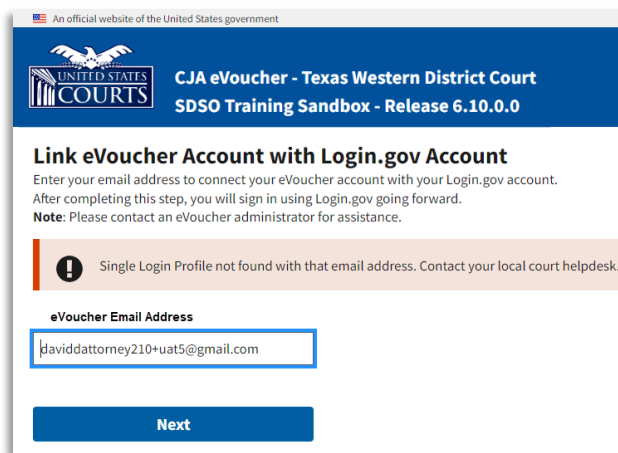 An official website of the United States government
UNITED STATES
COURTS
CJA eVoucher - Texas Western District Court
SDSO Training Sandbox - Release 6.10.0.0
Link eVoucher Account with Login.gov Account
Enter your email address to connect your eVoucher account with your Login.gov account.
After completing this step, you will sign in using Login.gov going forward.
Note: Please contact an eVoucher administrator for assistance.
Single Login Profile not found with that email address. Contact your local court helpdesk.
eVoucher Email Address
daviddattorney210+uat5@gmail.com
Next